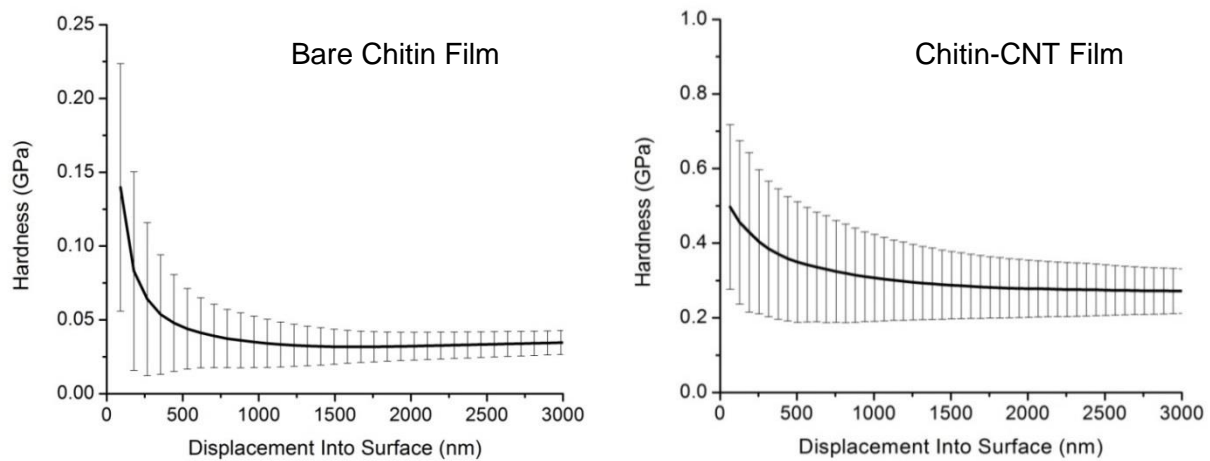 Bare Chitin Film
Hardness (GPa)
0.25
0.20
0.15
0.10
0.05
0.00
0 500 1000 1500 2000 2500 3000
Displacement Into Surface (nm)
Chitin-CNT Film
Hardness (GPa)
1.0
0.8
0.6
0.4
0.2
0.0
0 500 1000 1500 2000 2500 3000
Displacement Into Surface (nm)